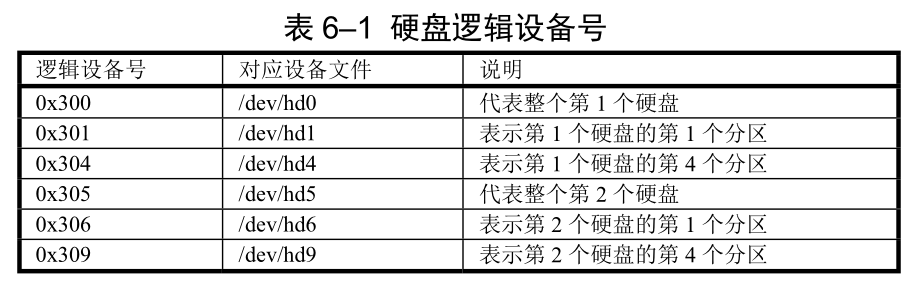 表 6–1 硬盘逻辑设备号
逻辑设备号 对应设备文件 说明
0x300 /dev/hd0 代表整个第 1 个硬盘
0x301 /dev/hd1 表示第 1 个硬盘的第 1 个分区
0x304 /dev/hd4 表示第 1 个硬盘的第 4 个分区
0x305 /dev/hd5 代表整个第 2 个硬盘
0x306 /dev/hd6 表示第 2 个硬盘的第 1 个分区
0x309 /dev/hd9 表示第 2 个硬盘的第 4 个分区